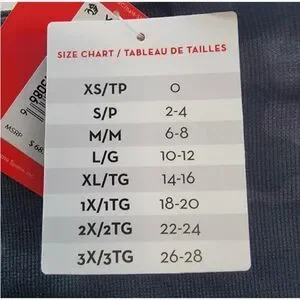 SIZE CHART / TABLEAU DE TAILLES
XS/TP 0
S/P 2-4
M/M 6-8
L/G 10-12
XL/TG 14-16
1X/1TG 18-20
2X/2TG 22-24
3X/3TG 26-28
MSRP
$ 68